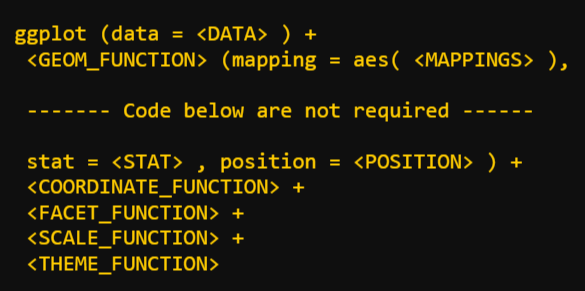 ggplot (data = <DATA> ) +
<GEOM_FUNCTION> (mapping = aes( <MAPPINGS> ),
------- Code below are not required ------
stat = <STAT> , position = <POSITION> ) +
<COORDINATE_FUNCTION> +
<FACET_FUNCTION> +
<SCALE_FUNCTION> +
<THEME_FUNCTION>